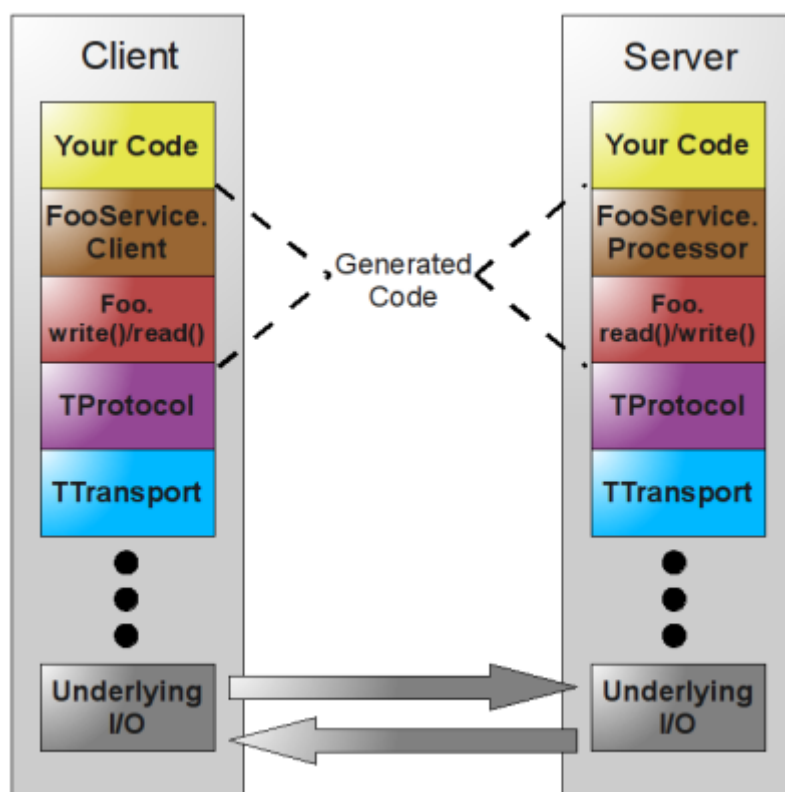 Client
Your Code
FooService.
Client
Foo.
write()/read()
TProtocol
TTransport
Underlying
I/O
Generated
Code
Server
Your Code
FooService.
Processor
Foo.
read()/write()
TProtocol
TTransport
Underlying
I/O